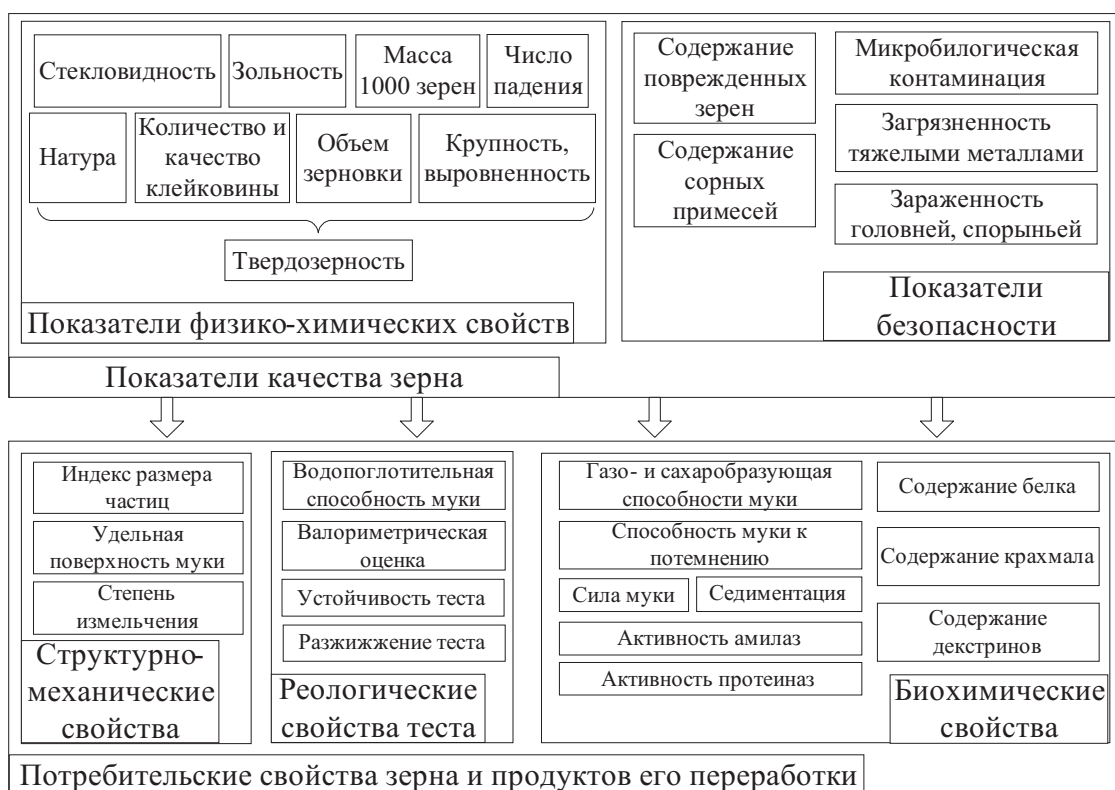 Стекловидность
Зольность
Масса
1000 зерен
Число
падения
Натура
Количество и
качество
клейковины
Объем
зерновки
Крупность,
выровненность
Твердозерность
Показатели физико-химических свойств
Содержание
поврежденных
зерен
Содержание
сорных
примесей
Микробилогическая
контаминация
Загрязненность
тяжелыми металлами
Зараженность
головней, спорыньей
Показатели
безопасности
Показатели качества зерна
Индекс размера
частиц
Удельная
поверхность муки
Степень
измельчения
Структурно-
механические
свойства
Водопоглотительная
способность муки
Валориметрическая
оценка
Устойчивость теста
Разжижжение теста
Реологические
свойства теста
Газо- и сахаробразующая
способности муки
Способность муки к
потемнению
Сила муки
Седиментация
Активность амилаз
Активность протеиназ
Содержание белка
Содержание крахмала
Содержание
декстринов
Биохимические
свойства
Потребительские свойства зерна и продуктов его переработки